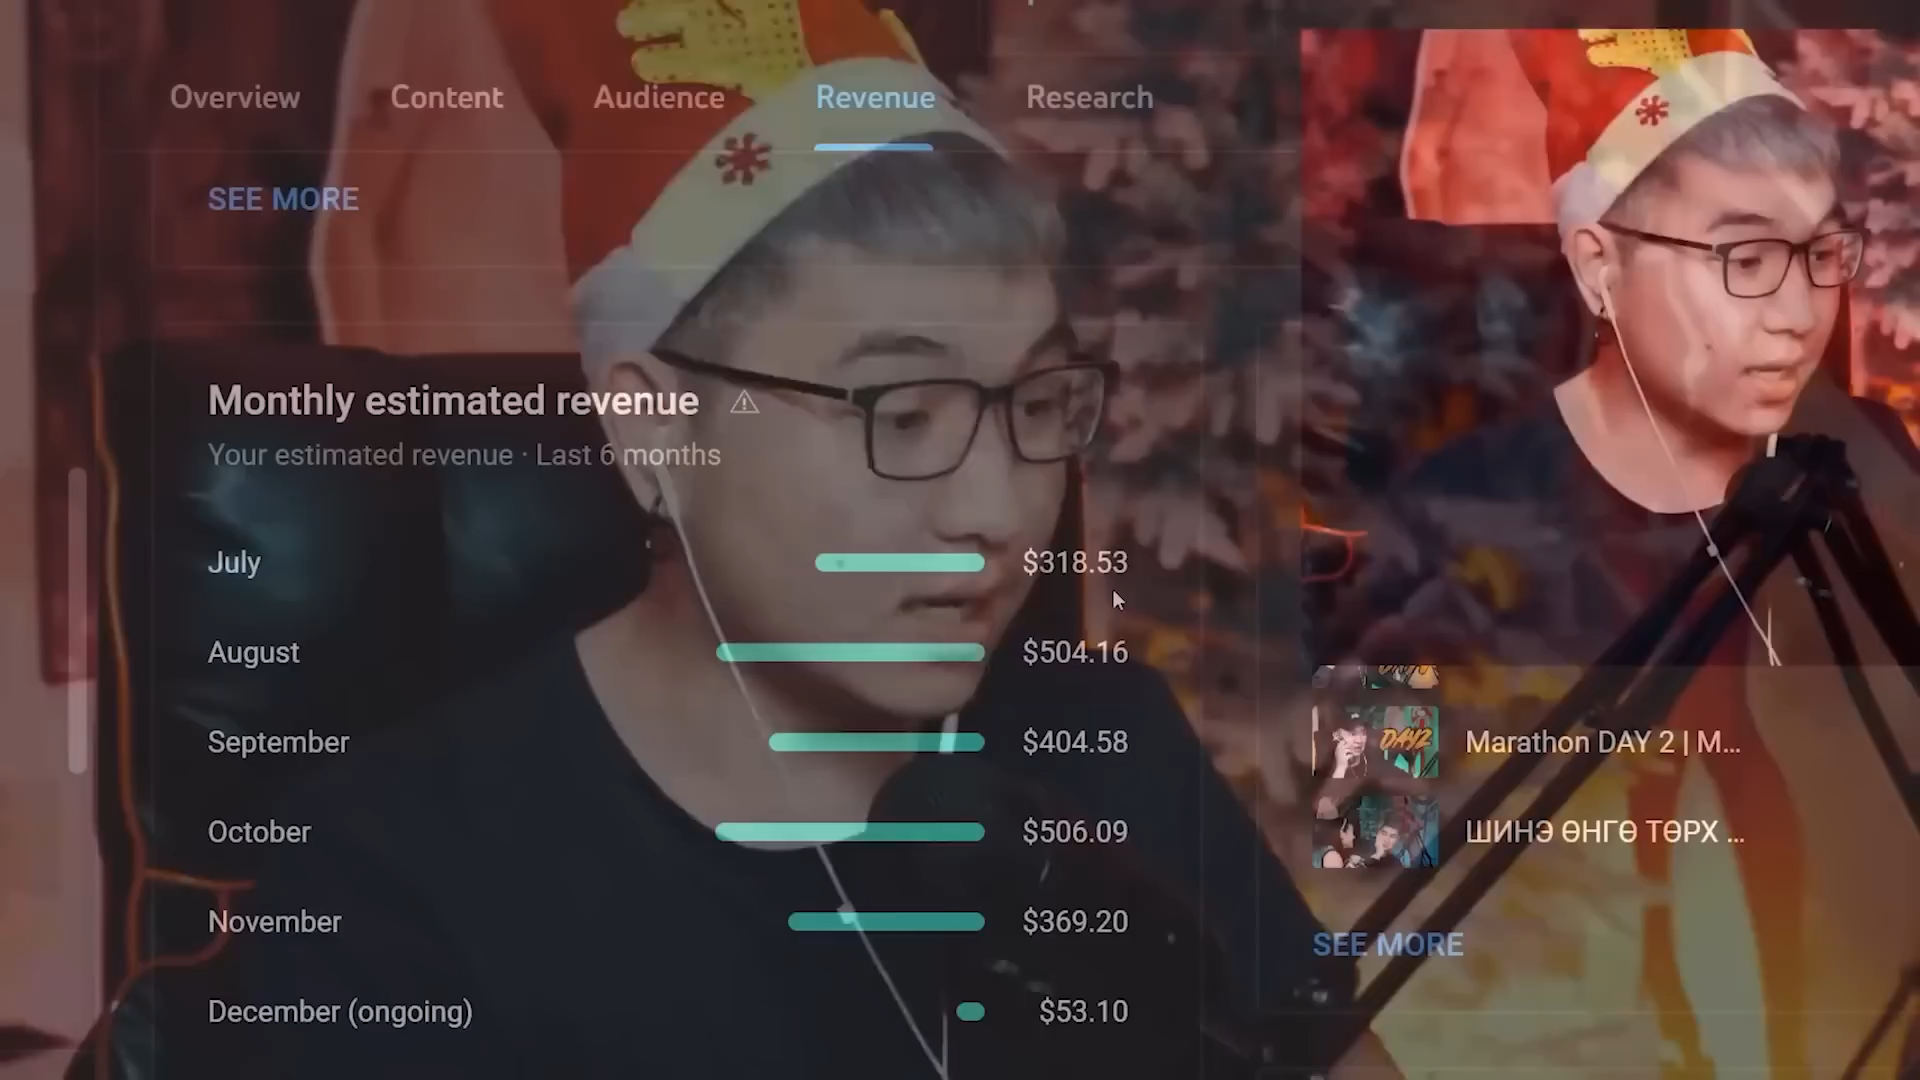 Overview Content Audience Revenue Research
SEE MORE
Monthly estimated revenue
Your estimated revenue · Last 6 months
July $318.53
August $504.16
September $404.58
October $506.09
November $369.20
December (ongoing) $53.10
DAY2
Marathon DAY 2 | M...
ШИНЭ ӨНГӨ ТӨРХ ...
SEE MORE